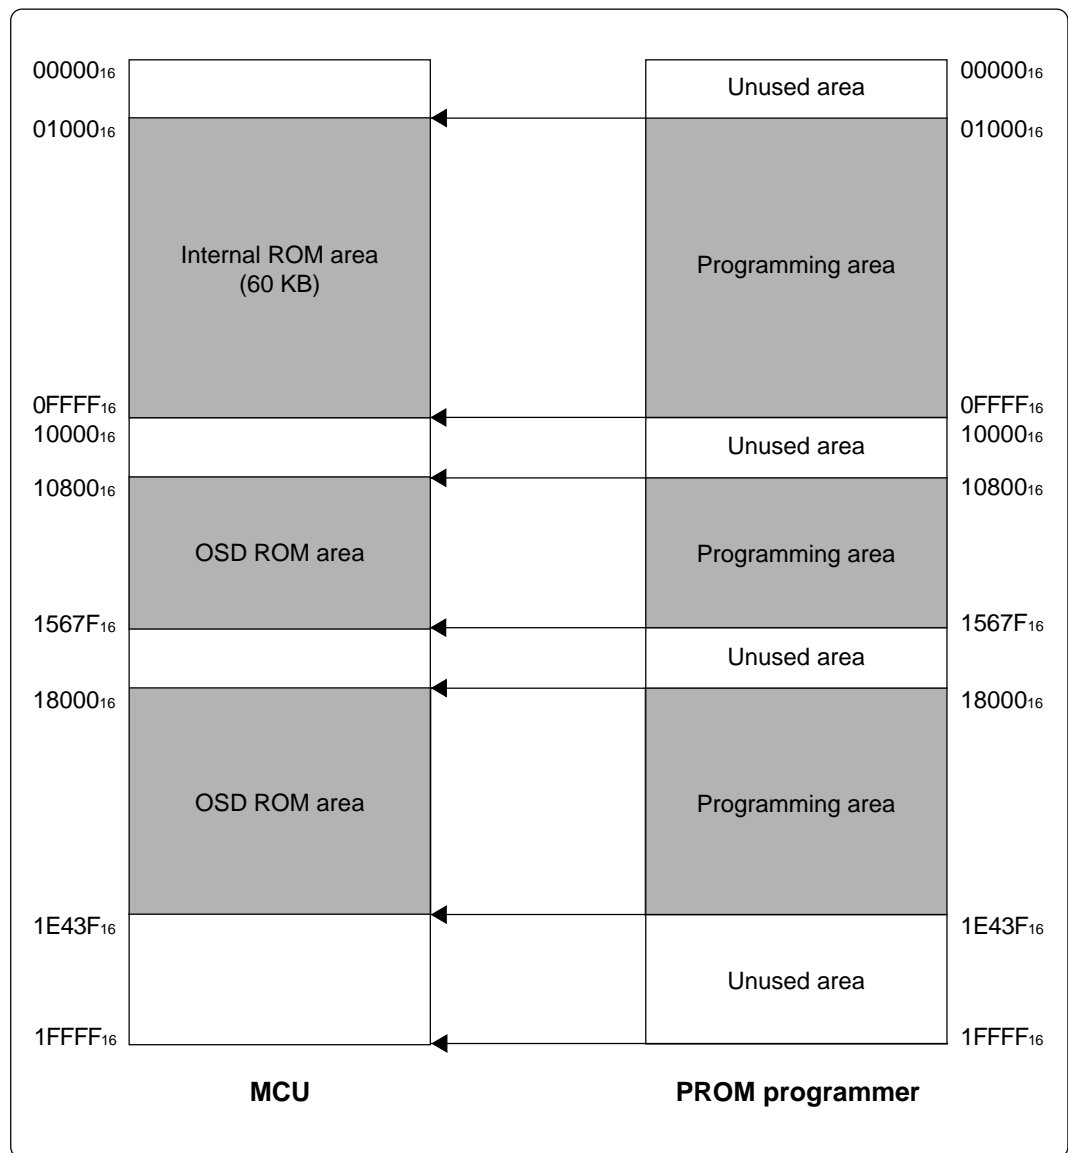 00000₁₆
Unused area
00000₁₆
01000₁₆
01000₁₆
Internal ROM area
(60 KB)
Programming area
0FFFF₁₆
0FFFF₁₆
10000₁₆
Unused area
10000₁₆
10800₁₆
10800₁₆
OSD ROM area
Programming area
1567F₁₆
1567F₁₆
Unused area
18000₁₆
18000₁₆
OSD ROM area
Programming area
1E43F₁₆
1E43F₁₆
Unused area
1FFFF₁₆
1FFFF₁₆
MCU
PROM programmer